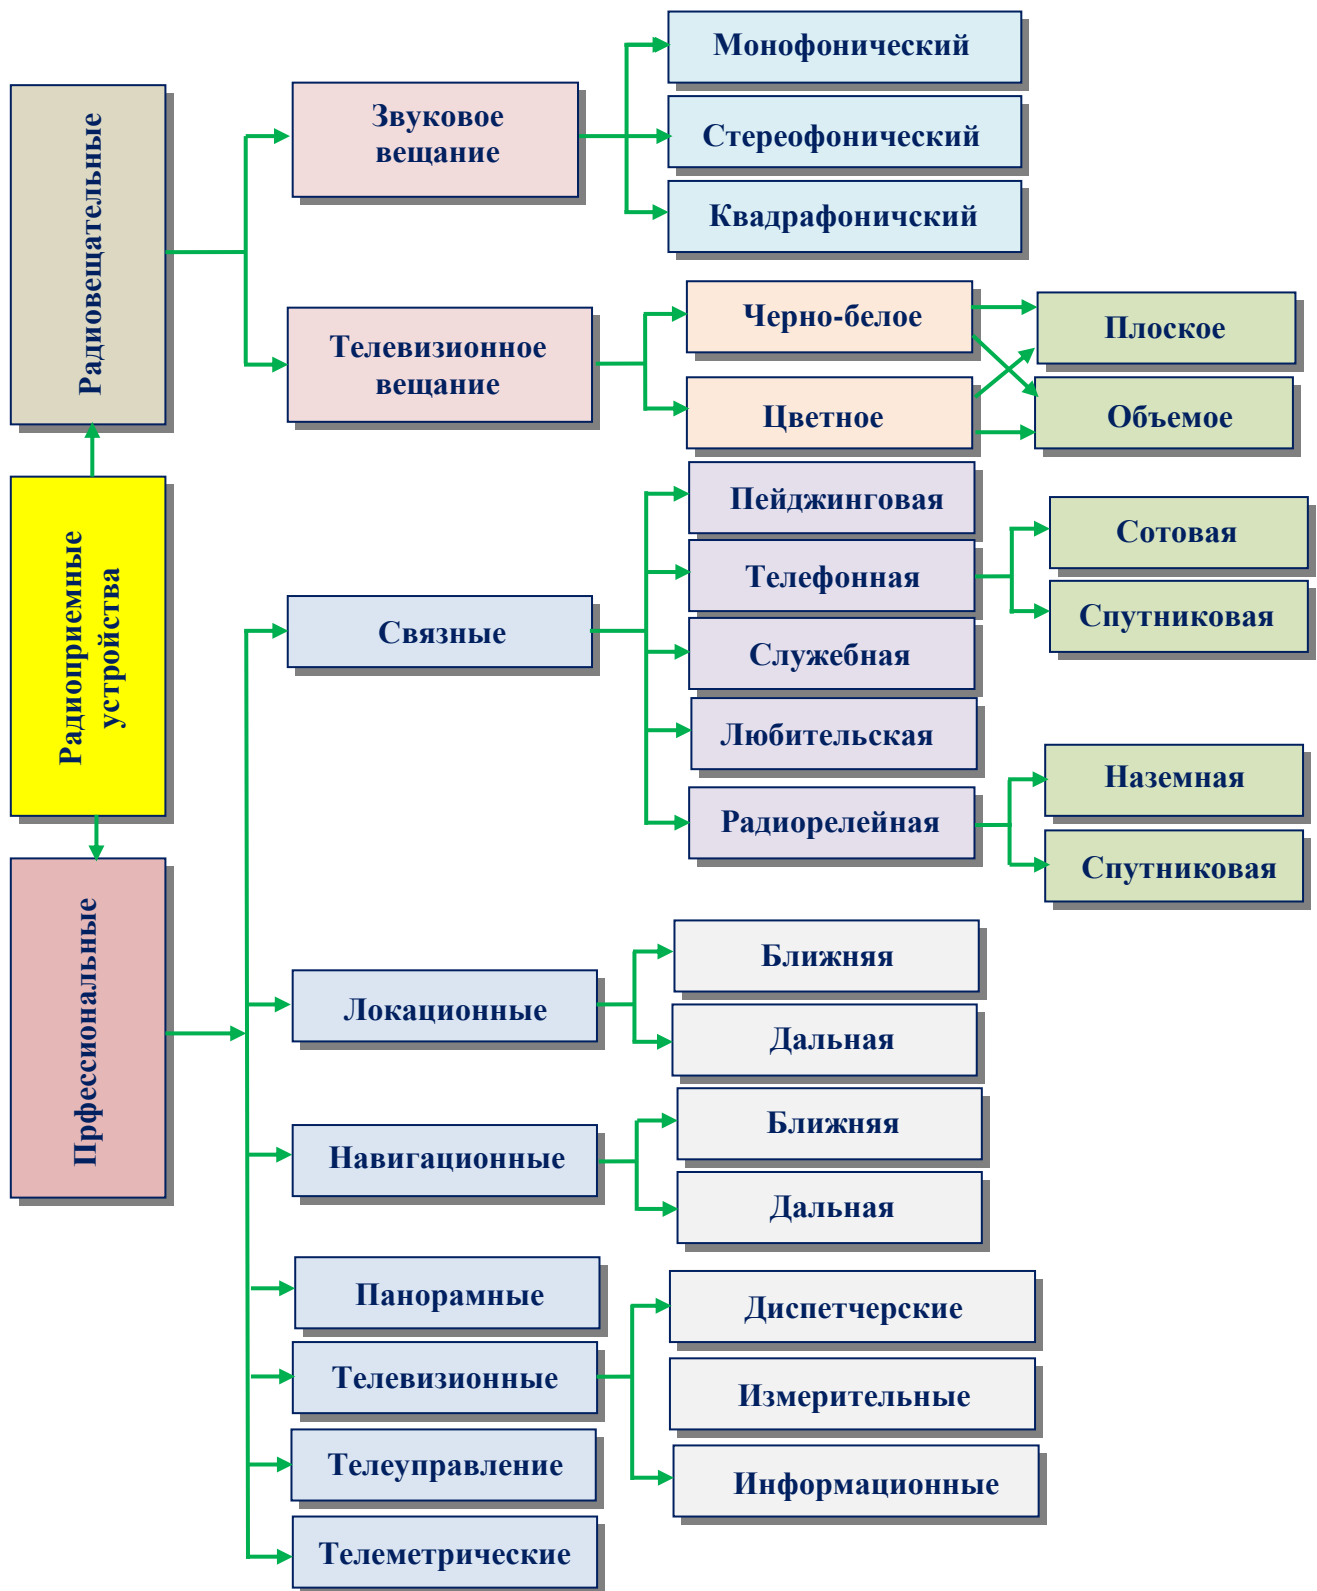 Радиовещательные
Звуковое
вещание
Монофонический
Стереофонический
Квадрафоничский
Телевизионное
вещание
Черно-белое
Цветное
Плоское
Объемое
Радиоприемные
устройства
Прфессиональные
Связные
Пейджинговая
Телефонная
Служебная
Любительская
Радиорелейная
Сотовая
Спутниковая
Наземная
Спутниковая
Локационные
Ближняя
Дальная
Навигационные
Ближняя
Дальная
Панорамные
Телевизионные
Диспетчерские
Измерительные
Информационные
Телеуправление
Телеметрические